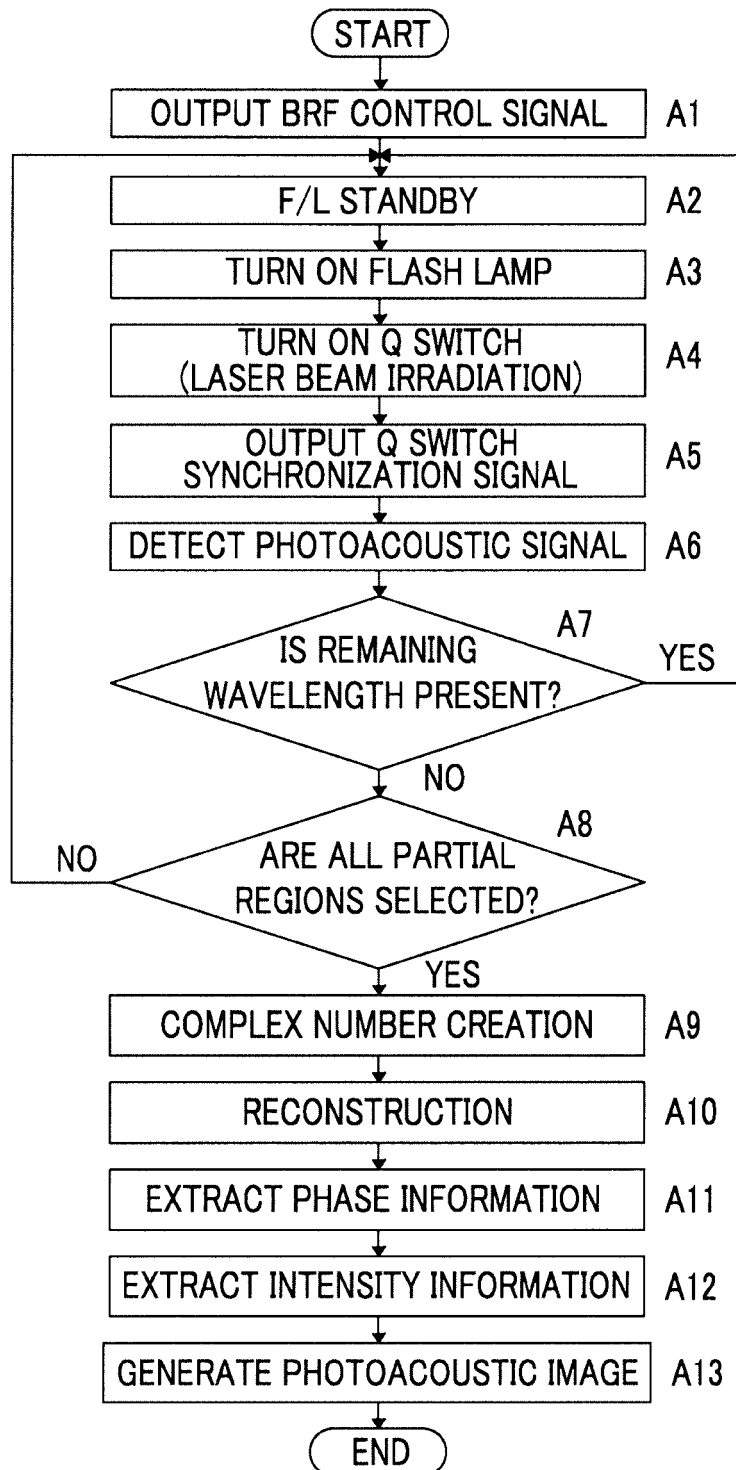 START
OUTPUT BRF CONTROL SIGNAL A1
F/L STANDBY A2
TURN ON FLASH LAMP A3
TURN ON Q SWITCH
(LASER BEAM IRRADIATION) A4
OUTPUT Q SWITCH
SYNCHRONIZATION SIGNAL A5
DETECT PHOTOACOUSTIC SIGNAL A6
A7
IS REMAINING
WAVELENGTH PRESENT?
YES
NO
A8
ARE ALL PARTIAL
REGIONS SELECTED?
NO
YES
COMPLEX NUMBER CREATION A9
RECONSTRUCTION A10
EXTRACT PHASE INFORMATION A11
EXTRACT INTENSITY INFORMATION A12
GENERATE PHOTOACOUSTIC IMAGE A13
END